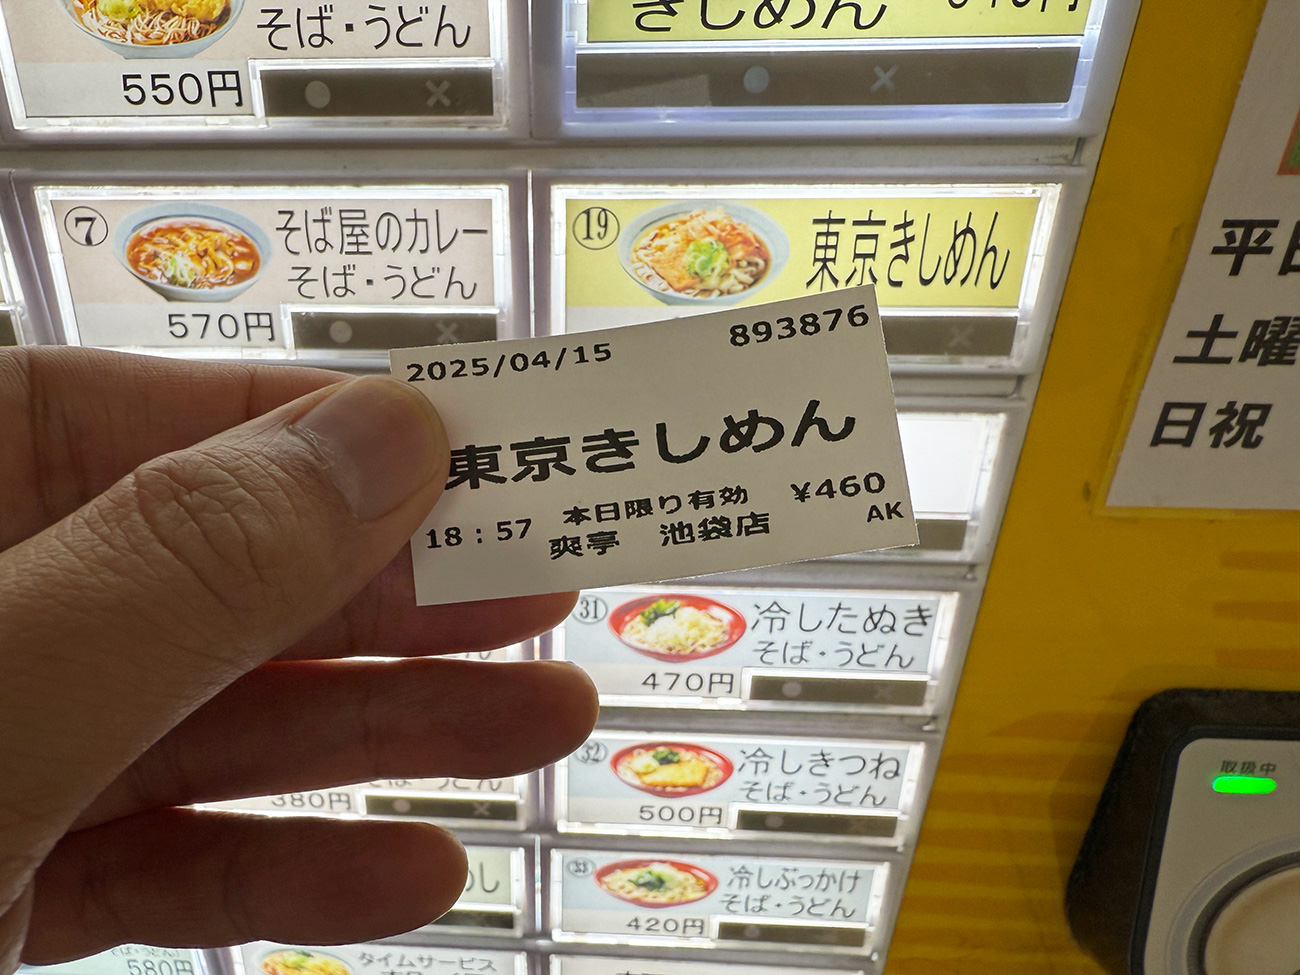 そば・うどん
550円
きしめん
⑦
そば屋のカレー
そば・うどん
570円
⑲
東京きしめん
2025/04/15
893876
東京きしめん
本日限り有効
¥460
18:57
爽亭 池袋店
AK
㉛
冷したぬき
そば・うどん
470円
㉜
冷しきつね
そば・うどん
500円
380円
㉝
冷しぶっかけ
そば・うどん
420円
580円
タイムサービス
土曜
日祝
取扱中